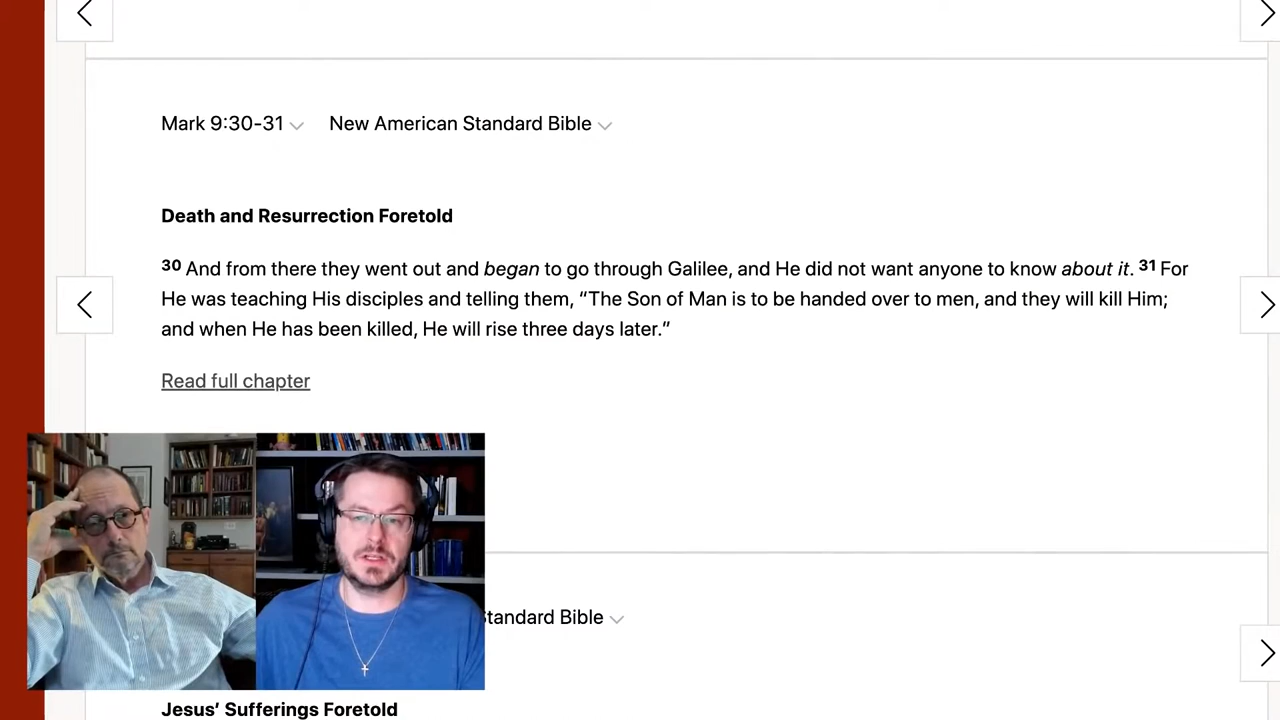 Mark 9:30-31 New American Standard Bible
Death and Resurrection Foretold
30 And from there they went out and began to go through Galilee, and He did not want anyone to know about it. 31 For
He was teaching His disciples and telling them, “The Son of Man is to be handed over to men, and they will kill Him;
and when He has been killed, He will rise three days later.”
Read full chapter
Standard Bible
Jesus’ Sufferings Foretold